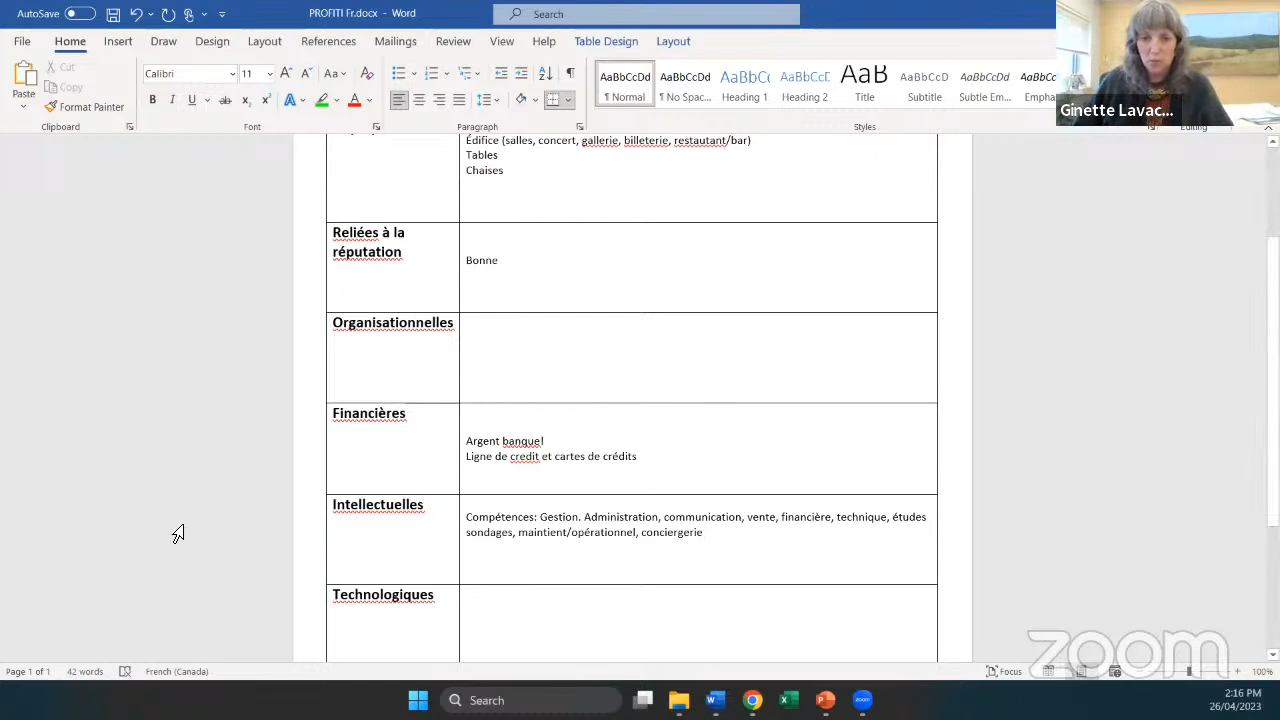 AutoSave
PROFITI Fr.docx - Word
Search
File Home Insert Draw Design Layout References Mailings Review View Help Table Design Layout
Paste
Cut
Copy
Format Painter
Calibri 11
AaBbCcDd AaBbCcDd AaBbC AaBbCcE AaB AaBbCcD AaBbCcDd
¶ Normal ¶ No Spac... Heading 1 Heading 2 Title Subtitle Subtle Em... Empha
Clipboard Font Paragraph Styles Editing
Ginette Lavac...
Édifice (salles, concert, gallerie, billeterie, restautant/bar)
Tables
Chaises
Reliées à la
réputation
Bonne
Organisationnelles
Financières
Argent banque!
Ligne de credit et cartes de crédits
Intellectuelles
Compétences: Gestion. Administration, communication, vente, financière, technique, études
sondages, maintient/opérationnel, conciergerie
Technologiques
zoom
Page 1 of 1 42 words French (Canada) Focus 100%
Search
2:16 PM
26/04/2023